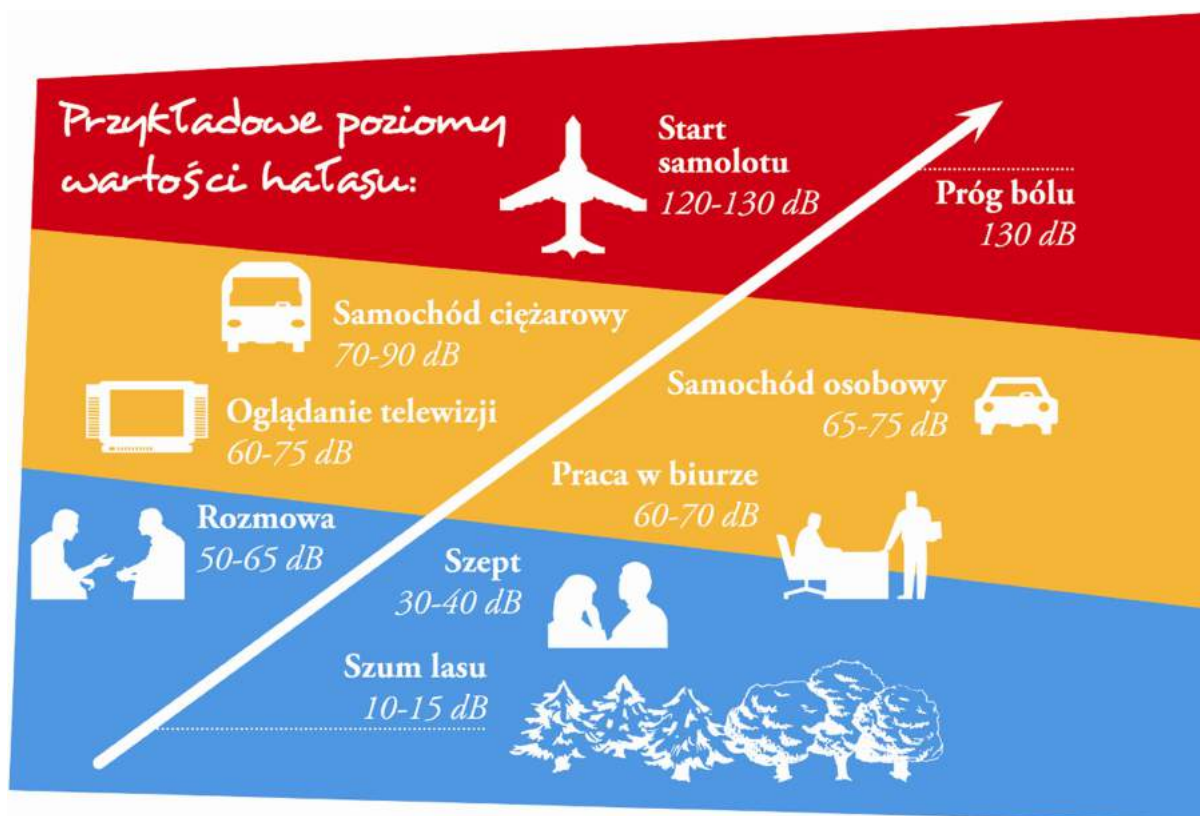 Przykładowe poziomy
wartości hałasu:
Start
samolotu
120-130 dB
Próg bólu
130 dB
Samochód ciężarowy
70-90 dB
Samochód osobowy
65-75 dB
Oglądanie telewizji
60-75 dB
Praca w biurze
60-70 dB
Rozmowa
50-65 dB
Szept
30-40 dB
Szum lasu
10-15 dB